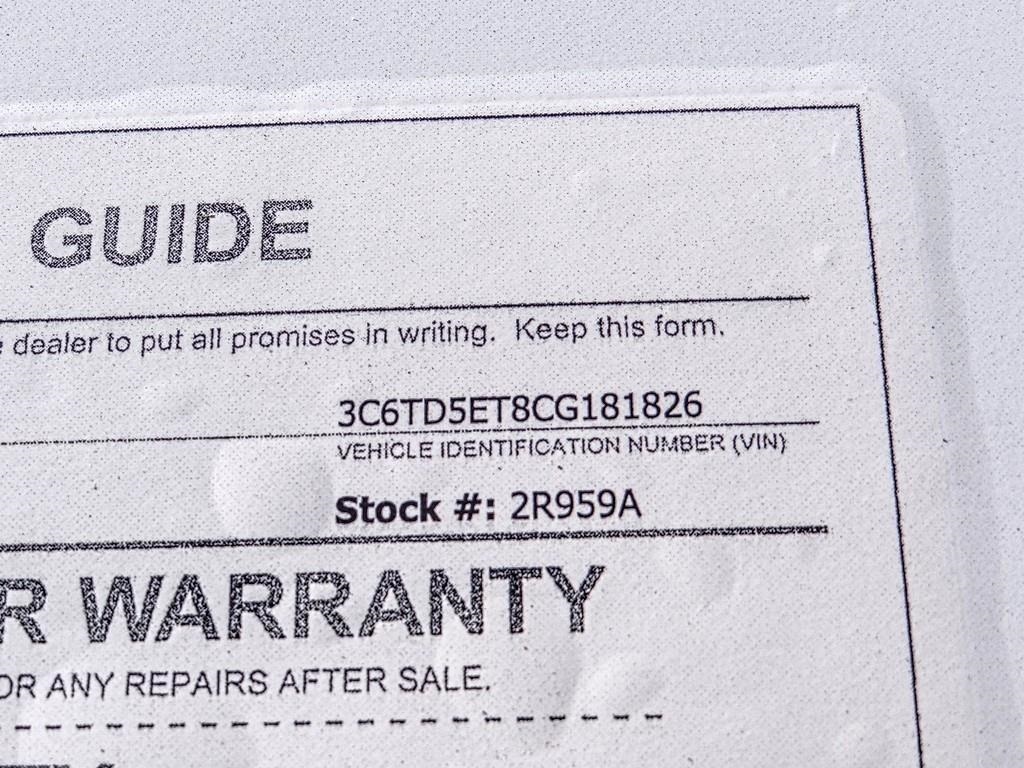 GUIDE
dealer to put all promises in writing. Keep this form.
3C6TD5ET8CG181826
VEHICLE IDENTIFICATION NUMBER (VIN)
Stock #: 2R959A
R WARRANTY
OR ANY REPAIRS AFTER SALE.